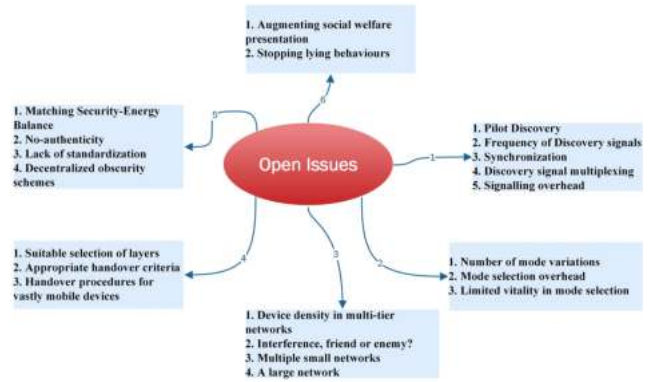 1. Augmenting social welfare
presentation
2. Stopping lying behaviours
6
1. Matching Security-Energy
Balance
2. No-authenticity
3. Lack of standardization
4. Decentralized obscurity
schemes
5
Open Issues
1
1. Pilot Discovery
2. Frequency of Discovery signals
3. Synchronization
4. Discovery signal multiplexing
5. Signalling overhead
1. Suitable selection of layers
2. Appropriate handover criteria
3. Handover procedures for
vastly mobile devices
4
3
2
1. Number of mode variations
2. Mode selection overhead
3. Limited vitality in mode selection
1. Device density in multi-tier
networks
2. Interference, friend or enemy?
3. Multiple small networks
4. A large network